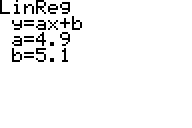 LinReg
y=ax+b
a=4.9
b=5.1